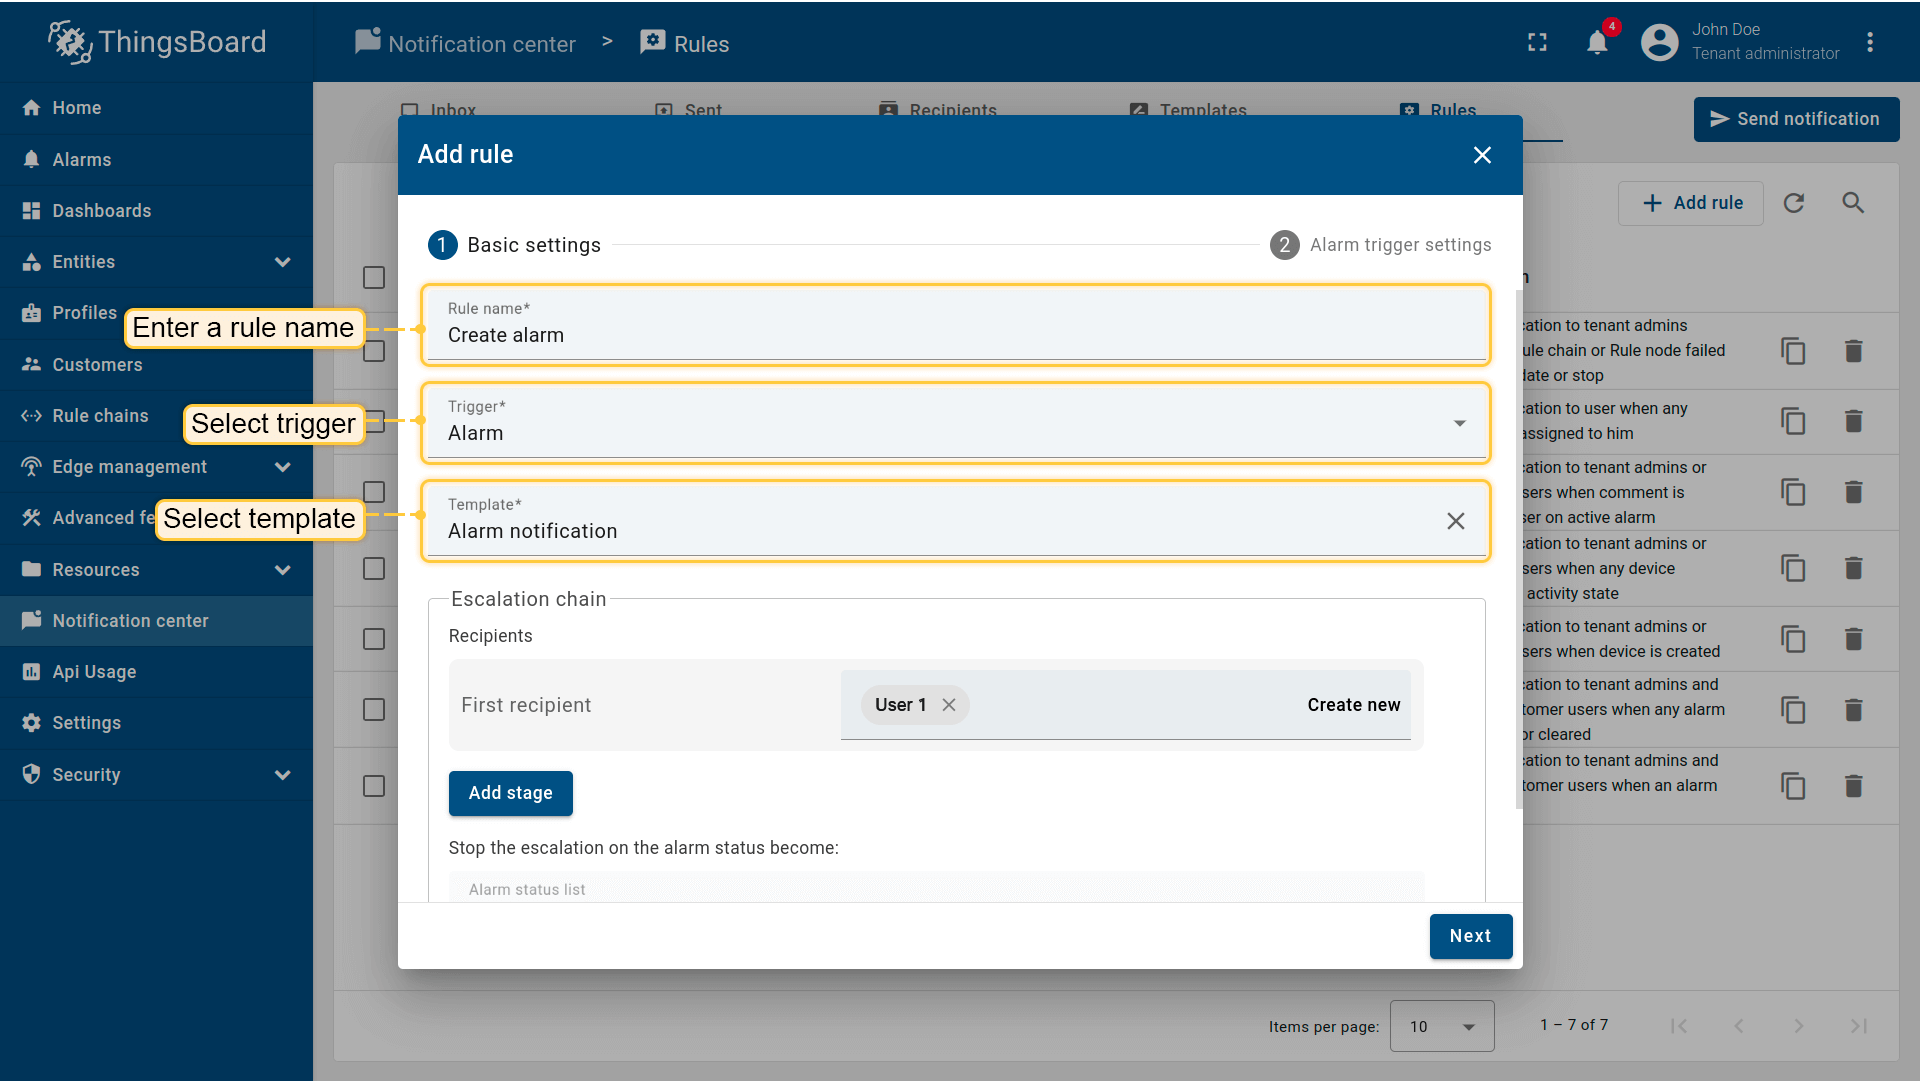 ThingsBoard
Notification center > Rules
4
John Doe
Tenant administrator
Home
Alarms
Dashboards
Entities
Profiles
Customers
Rule chains
Edge management
Advanced fe
Resources
Notification center
Api Usage
Settings
Security
Inbox
Sent
Recipients
Templates
Rules
Send notification
Add rule
Add rule
1 Basic settings
2 Alarm trigger settings
Enter a rule name
Rule name*
Create alarm
Select trigger
Trigger*
Alarm
Select template
Template*
Alarm notification
Escalation chain
Recipients
First recipient
User 1
Create new
Add stage
Stop the escalation on the alarm status become:
Alarm status list
Next
n
cation to tenant admins
ule chain or Rule node failed
date or stop
cation to user when any
assigned to him
cation to tenant admins or
sers when comment is
ser on active alarm
cation to tenant admins or
sers when any device
activity state
cation to tenant admins or
sers when device is created
cation to tenant admins and
tomer users when any alarm
or cleared
cation to tenant admins and
tomer users when an alarm
Items per page:
10
1 – 7 of 7